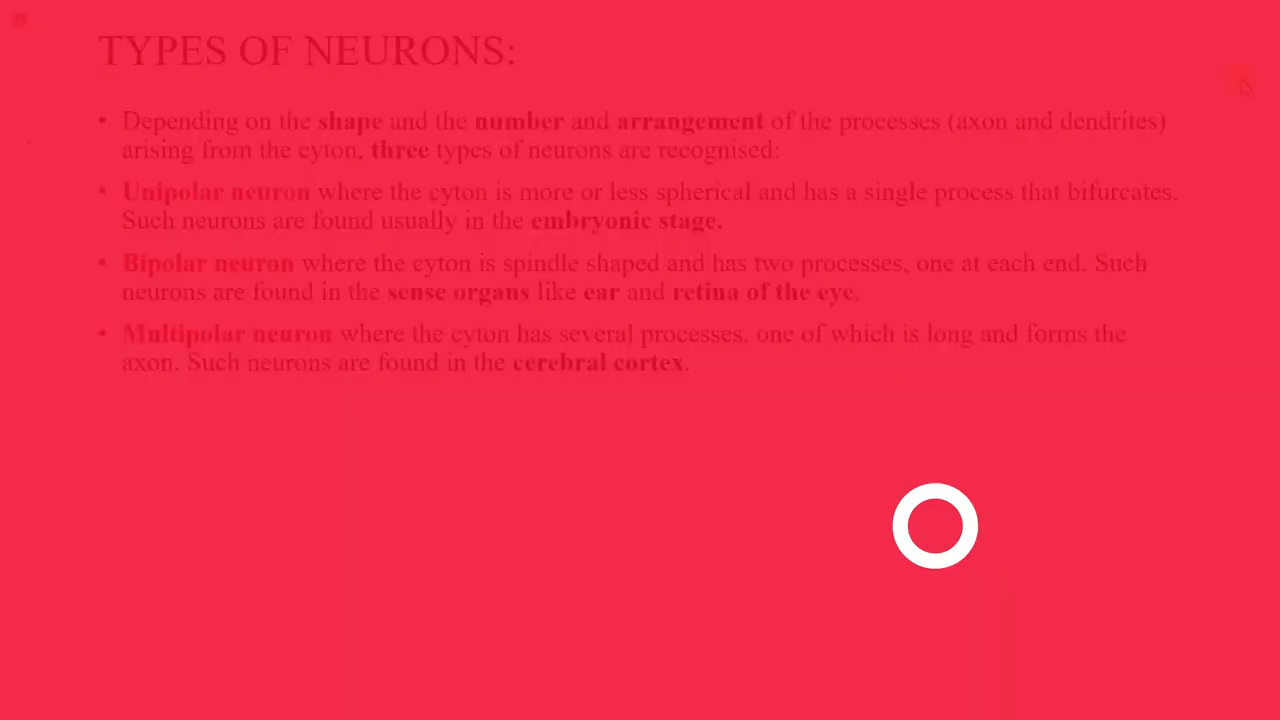 TYPES OF NEURONS:
• Depending on the shape and the number and arrangement of the processes (axon and dendrites)
arising from the cyton, three types of neurons are recognised:
• Unipolar neuron where the cyton is more or less spherical and has a single process that bifurcates.
Such neurons are found usually in the embryonic stage.
• Bipolar neuron where the cyton is spindle shaped and has two processes, one at each end. Such
neurons are found in the sense organs like ear and retina of the eye.
• Multipolar neuron where the cyton has several processes, one of which is long and forms the
axon. Such neurons are found in the cerebral cortex.